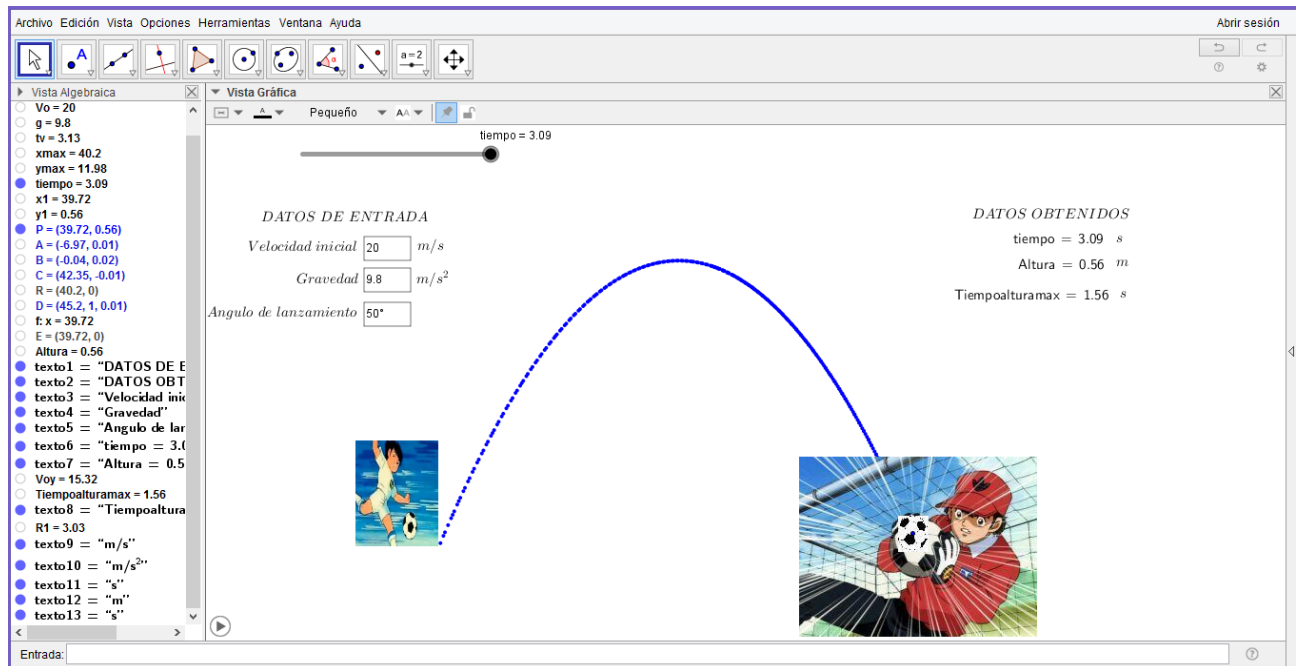 Archivo Edición Vista Opciones Herramientas Ventana Ayuda
Abrir sesión
A
α
a=2
Vista Algebraica
Vo = 20
g = 9.8
tv = 3.13
xmax = 40.2
ymax = 11.98
tiempo = 3.09
x1 = 39.72
y1 = 0.56
P = (39.72, 0.56)
A = (-6.97, 0.01)
B = (-0.04, 0.02)
C = (42.35, -0.01)
R = (40.2, 0)
D = (45.2, 1, 0.01)
f: x = 39.72
E = (39.72, 0)
Altura = 0.56
texto1 = “DATOS DE E
texto2 = “DATOS OBT
texto3 = “Velocidad inic
texto4 = “Gravedad”
texto5 = “Angulo de lar
texto6 = “tiempo = 3.0
texto7 = “Altura = 0.5
Voy = 15.32
Tiempoalturamax = 1.56
texto8 = “Tiempoaltura
R1 = 3.03
texto9 = “m/s”
texto10 = “m/s²”
texto11 = “s”
texto12 = “m”
texto13 = “s”
Vista Gráfica
A Pequeño AA
tiempo = 3.09
DATOS DE ENTRADA
Velocidad inicial 20 m/s
Gravedad 9.8 m/s²
Angulo de lanzamiento 50°
DATOS OBTENIDOS
tiempo = 3.09 s
Altura = 0.56 m
Tiempoalturamax = 1.56 s
Entrada: